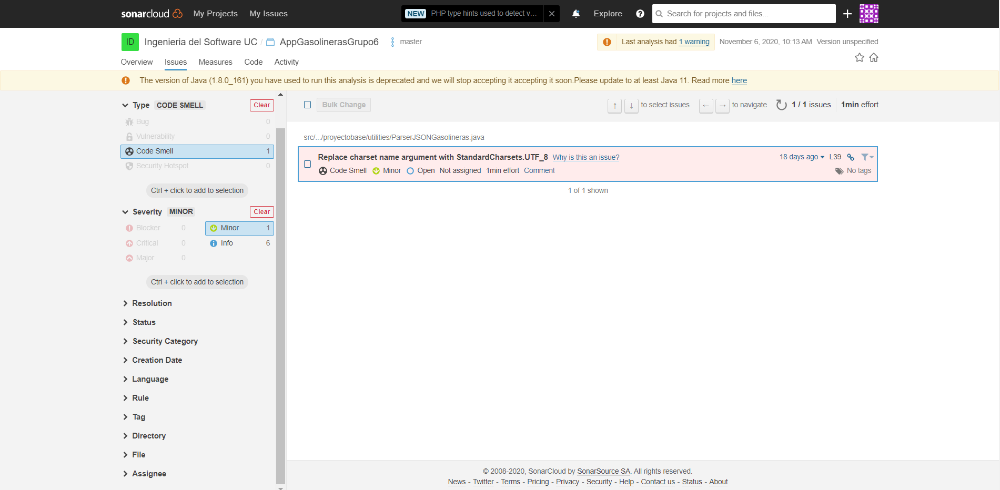 sonarcloud My Projects My Issues NEW PHP type hints used to detect v... Explore Search for projects and files...
ID Ingenieria del Software UC / AppGasolinerasGrupo6 master Last analysis had 1 warning November 6, 2020, 10:13 AM Version unspecified
Overview Issues Measures Code Activity
The version of Java (1.8.0_161) you have used to run this analysis is deprecated and we will stop accepting it accepting it soon.Please update to at least Java 11. Read more here
Type CODE SMELL Clear
Bug 0
Vulnerability 0
Code Smell 1
Security Hotspot 0
Ctrl + click to add to selection
Severity MINOR Clear
Blocker 0 Minor 1
Critical 0 Info 6
Major 0
Ctrl + click to add to selection
Resolution
Status
Security Category
Creation Date
Language
Rule
Tag
Directory
File
Assignee
Bulk Change ↑ ↓ to select issues ← → to navigate 1 / 1 issues 1min effort
src/.../proyectobase/utilities/ParserJSONGasolineras.java
Replace charset name argument with StandardCharsets.UTF_8 Why is this an issue? 18 days ago L39
Code Smell Minor Open Not assigned 1min effort Comment No tags
1 of 1 shown
© 2008-2020, SonarCloud by SonarSource SA. All rights reserved.
News - Twitter - Terms - Pricing - Privacy - Security - Help - Contact us - Status - About